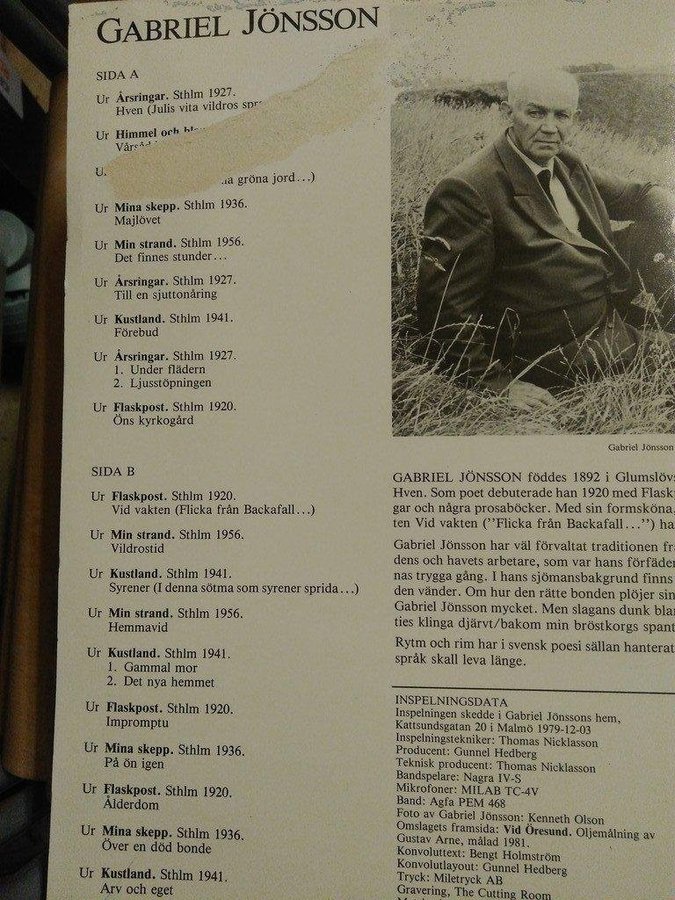 GABRIEL JÖNSSON
SIDA A
Ur Årsringar. Sthlm 1927.
Hven (Julis vita vildros
Ur Himmel och
gröna jord...)
Ur Mina skepp. Sthlm 1936.
Majlövet
Ur Min strand. Sthlm 1956.
Det finnes stunder...
Ur Årsringar. Sthlm 1927.
Till en sjuttonåring
Ur Kustland. Sthlm 1941.
Förebud
Ur Årsringar. Sthlm 1927.
1. Under flädern
2. Ljusstöpningen
Ur Flaskpost. Sthlm 1920.
Öns kyrkogård
SIDA B
Ur Flaskpost. Sthlm 1920.
Vid vakten (Flicka från Backafall...)
Ur Min strand. Sthlm 1956.
Vildrostid
Ur Kustland. Sthlm 1941.
Syrener (I denna sötma som syrener sprida...)
Ur Min strand. Sthlm 1956.
Hemmavid
Ur Kustland. Sthlm 1941.
1. Gammal mor
2. Det nya hemmet
Ur Flaskpost. Sthlm 1920.
Impromptu
Ur Mina skepp. Sthlm 1936.
På ön igen
Ur Flaskpost. Sthlm 1920.
Ålderdom
Ur Mina skepp. Sthlm 1936.
Över en död bonde
Ur Kustland. Sthlm 1941.
Arv och eget
Gabriel Jönsson
GABRIEL JÖNSSON föddes 1892 i Glumslöv
Hven. Som poet debuterade han 1920 med Flask
gar och några prosaböcker. Med sin formsköna,
ten Vid vakten ("Flicka från Backafall...") ha
Gabriel Jönsson har väl förvaltat traditionen fr
dens och havets arbetare, som var hans förfäde
nas trygga gång. I hans sjömansbakgrund finns
den vänder. Om hur den rätte bonden plöjer sin
Gabriel Jönsson mycket. Men slagans dunk blan
ties klinga djärvt/bakom min bröstkorgs spant
Rytm och rim har i svensk poesi sällan hanterat
språk skall leva länge.
INSPELNINGSDATA
Inspelningen skedde i Gabriel Jönssons hem,
Kattsundsgatan 20 i Malmö 1979-12-03
Inspelningstekniker: Thomas Nicklasson
Producent: Gunnel Hedberg
Teknisk producent: Thomas Nicklasson
Bandspelare: Nagra IV-S
Mikrofoner: MILAB TC-4V
Band: Agfa PEM 468
Foto av Gabriel Jönsson: Kenneth Olson
Omslagets framsida: Vid Öresund. Oljemålning av
Gustav Arne, målad 1981.
Konvoluttext: Bengt Holmström
Konvolutlayout: Gunnel Hedberg
Tryck: Miletryck AB
Gravering, The Cutting Room